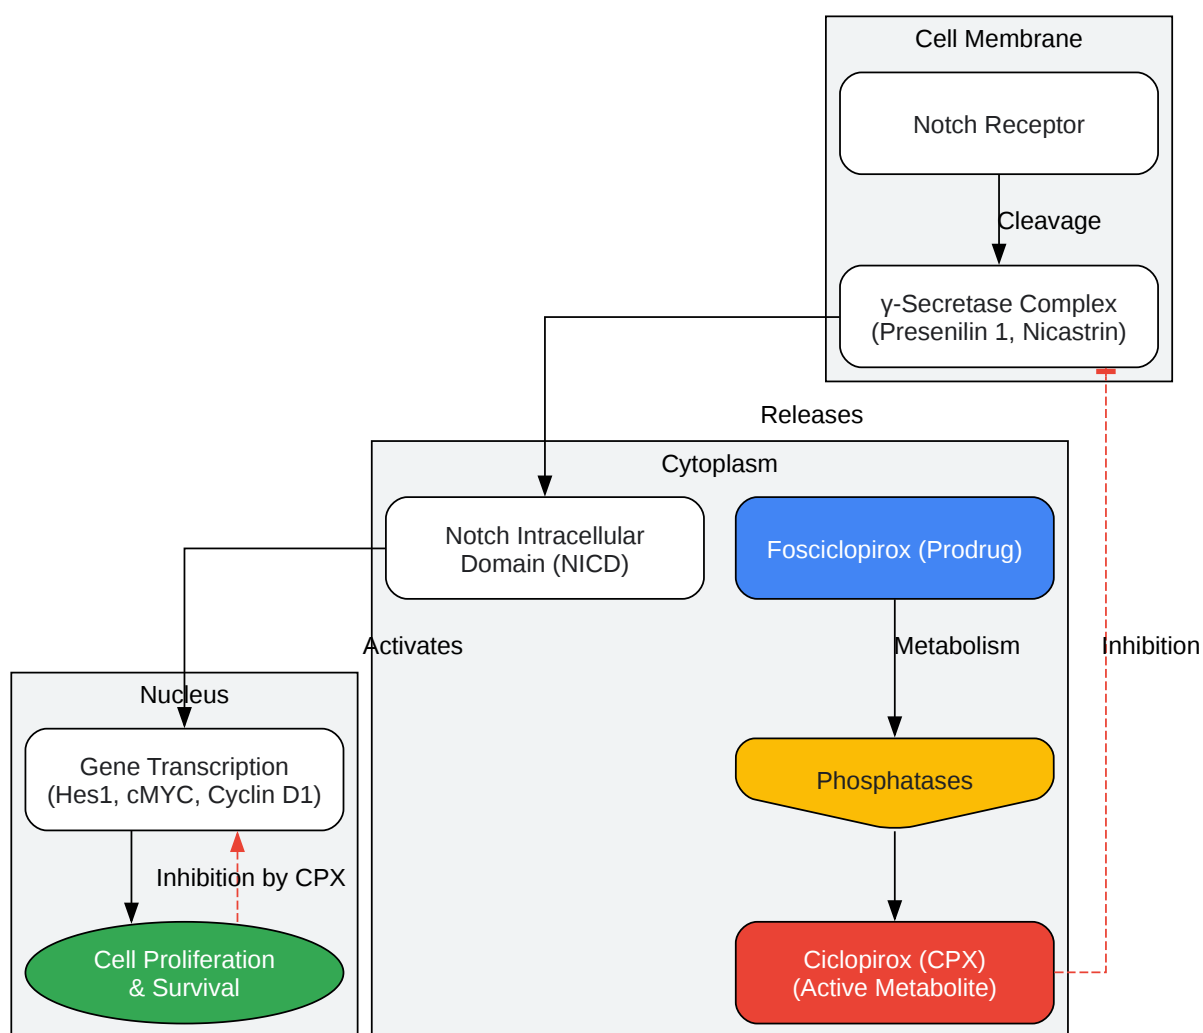 Cell Membrane
Notch Receptor
Cleavage
γ-Secretase Complex
(Presenilin 1, Nicastrin)
Releases
Cytoplasm
Notch Intracellular
Domain (NICD)
Fosciclopirox (Prodrug)
Activates
Metabolism
Inhibition
Nucleus
Gene Transcription
(Hes1, cMYC, Cyclin D1)
Phosphatases
Inhibition by CPX
Cell Proliferation
& Survival
Ciclopirox (CPX)
(Active Metabolite)